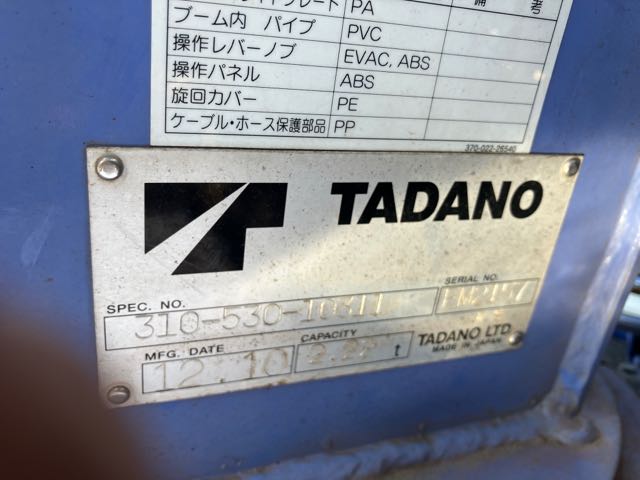 PA
備 考
ブーム内 パイプ PVC
操作レバーノブ EVAC, ABS
操作パネル ABS
旋回カバー PE
ケーブル・ホース保護部品 PP
370-022-26540
TADANO
SPEC. NO.
SERIAL NO.
MFG. DATE 12.10
CAPACITY t
TADANO LTD.
MADE IN JAPAN